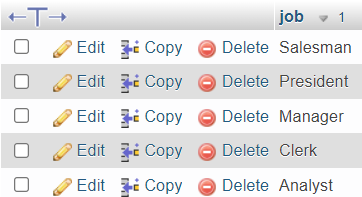 job 1
Edit Copy Delete Salesman
Edit Copy Delete President
Edit Copy Delete Manager
Edit Copy Delete Clerk
Edit Copy Delete Analyst